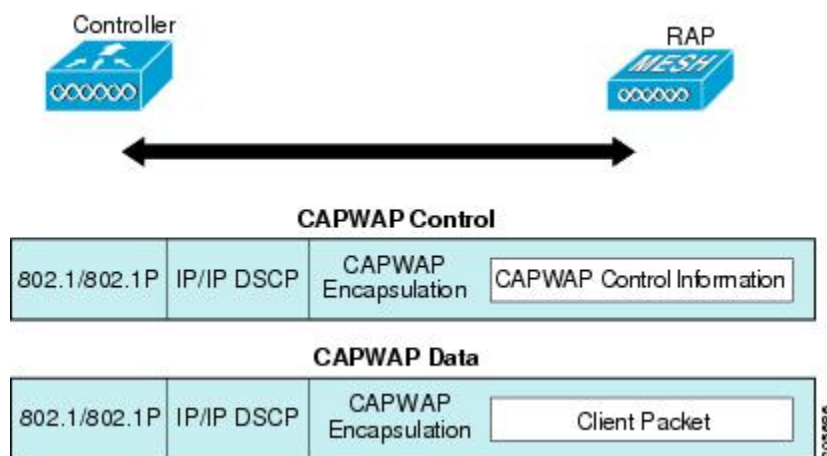 Controller
RAP
MESH
CAPWAP Control
802.1/802.1P IP/IP DSCP CAPWAP Encapsulation CAPWAP Control Information
CAPWAP Data
802.1/802.1P IP/IP DSCP CAPWAP Encapsulation Client Packet